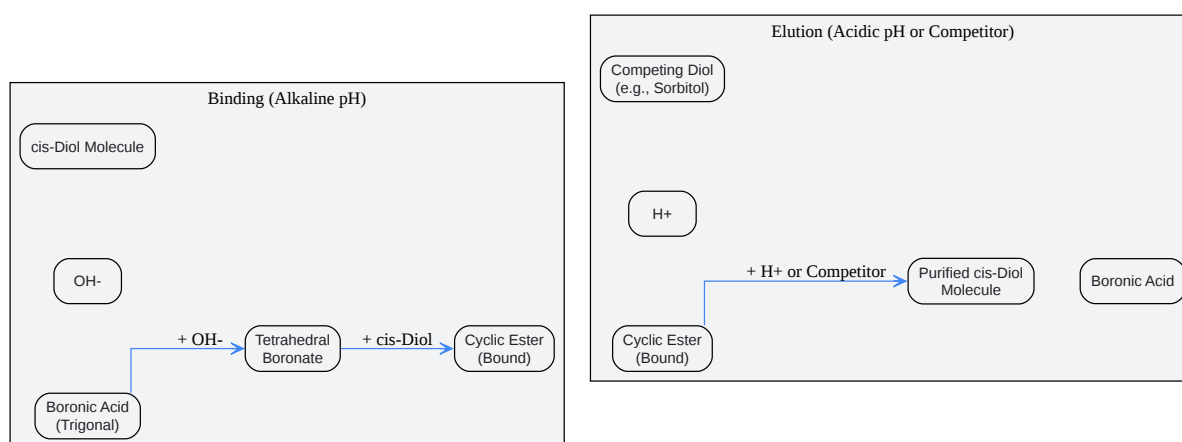 Binding (Alkaline pH)
cis-Diol Molecule
OH-
+ OH-
Tetrahedral
Boronate
+ cis-Diol
Cyclic Ester
(Bound)
Boronic Acid
(Trigonal)
Elution (Acidic pH or Competitor)
Competing Diol
(e.g., Sorbitol)
H+
+ H+ or Competitor
Purified cis-Diol
Molecule
Boronic Acid
Cyclic Ester
(Bound)